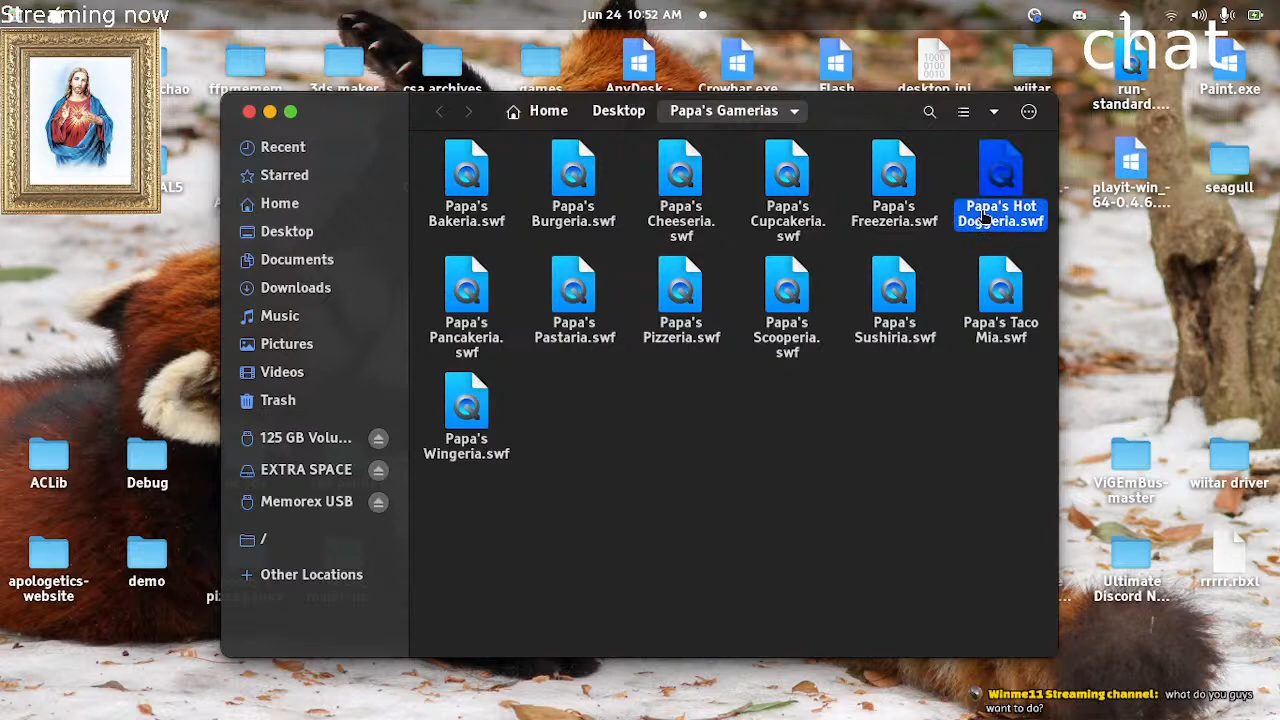 Streaming now
Jun 24 10:52 AM
chat
ffpmemem
3ds maker
csa archives
games
AnyDesk -
Crowbar.exe
Flash
desktop.ini
wiitar
run-
standard....
Paint.exe
Home
Desktop
Papa's Gamerias
Recent
Starred
Home
Desktop
Documents
Downloads
Music
Pictures
Videos
Trash
125 GB Volu...
EXTRA SPACE
Memorex USB
/
Other Locations
Papa's
Bakeria.swf
Papa's
Burgeria.swf
Papa's
Cheeseria.
swf
Papa's
Cupcakeria.
swf
Papa's
Freezeria.swf
Papa's Hot
Doggeria.swf
Papa's
Pancakeria.
swf
Papa's
Pastaria.swf
Papa's
Pizzeria.swf
Papa's
Scooperia.
swf
Papa's
Sushiria.swf
Papa's Taco
Mia.swf
Papa's
Wingeria.swf
playit-win_
-64-0.4.6....
seagull
ACLib
Debug
ViGEmBus-
master
wiitar driver
apologetics-
website
demo
Ultimate
Discord N...
rrrrr.rbxl
Winme11 Streaming channel: what do you guys
want to do?